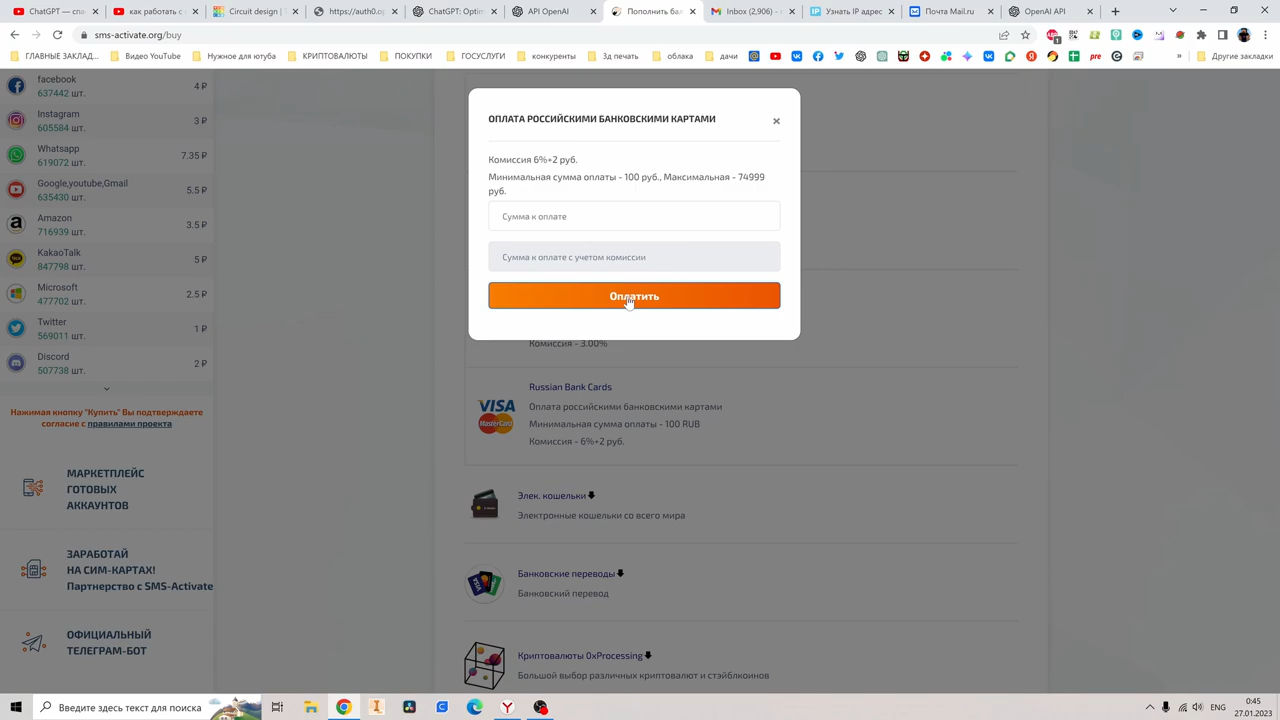 ChatGPT — спа
как работать с
Circuit design | T
https://auth0.op
ChatGPT: Optim
API OpenAI
Пополнить бал
Inbox (2,906) -
Узнать IP адрес
Почта Mail.ru
OpenAI API
sms-activate.org/buy
ГЛАВНЫЕ ЗАКЛАД...
Видео YouTube
Нужное для ютуба
КРИПТОВАЛЮТЫ
ПОКУПКИ
ГОСУСЛУГИ
конкуренты
3д печать
облака
дачи
pre
»
Другие закладки
facebook
637442 шт.
4 ₽
Instagram
605584 шт.
3 ₽
Whatsapp
619072 шт.
7.35 ₽
Google,youtube,Gmail
635430 шт.
5.5 ₽
Amazon
716939 шт.
3.5 ₽
KakaoTalk
847798 шт.
5 ₽
Microsoft
477702 шт.
2.5 ₽
Twitter
569011 шт.
1 ₽
Discord
507738 шт.
2 ₽
Нажимая кнопку "Купить" Вы подтверждаете
согласие с правилами проекта
МАРКЕТПЛЕЙС
ГОТОВЫХ
АККАУНТОВ
ЗАРАБОТАЙ
НА СИМ-КАРТАХ!
Партнерство с SMS-Activate
ОФИЦИАЛЬНЫЙ
ТЕЛЕГРАМ-БОТ
ОПЛАТА РОССИЙСКИМИ БАНКОВСКИМИ КАРТАМИ
×
Комиссия 6%+2 руб.
Минимальная сумма оплаты - 100 руб., Максимальная - 74999
руб.
Сумма к оплате
Сумма к оплате с учетом комиссии
Оплатить
Комиссия - 3.00%
Russian Bank Cards
VISA
MasterCard
Оплата российскими банковскими картами
Минимальная сумма оплаты - 100 RUB
Комиссия - 6%+2 руб.
Элек. кошельки
Электронные кошельки со всего мира
Банковские переводы
Банковский перевод
Криптовалюты 0xProcessing
Большой выбор различных криптовалют и стэйблкоинов
Введите здесь текст для поиска
ENG
0:45
27.01.2023